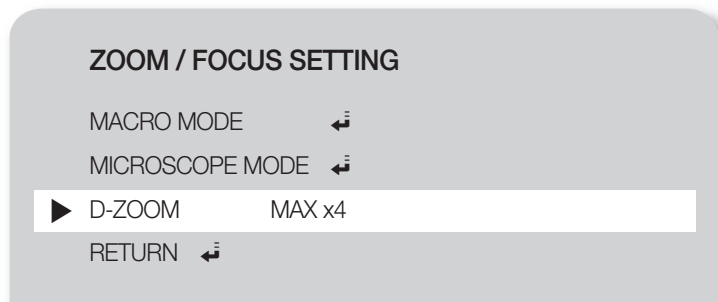 ZOOM / FOCUS SETTING
MACRO MODE
MICROSCOPE MODE
D-ZOOM MAX x4
RETURN